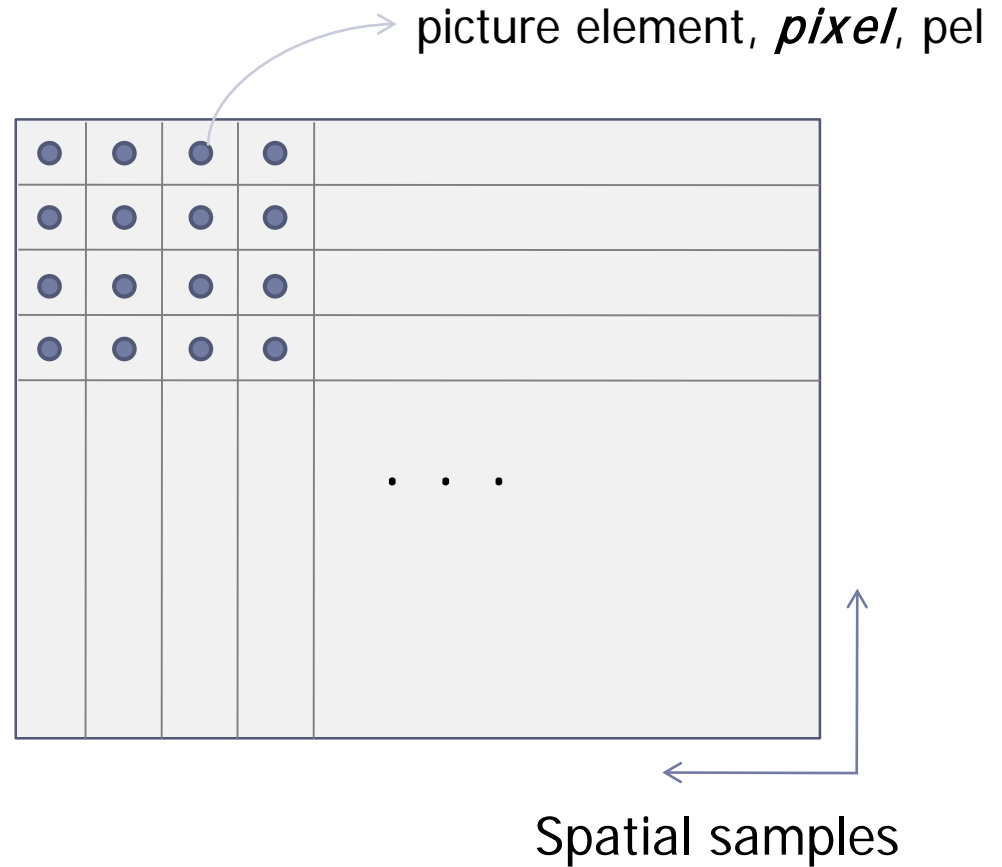 picture element, pixel, pel
. . .
Spatial samples